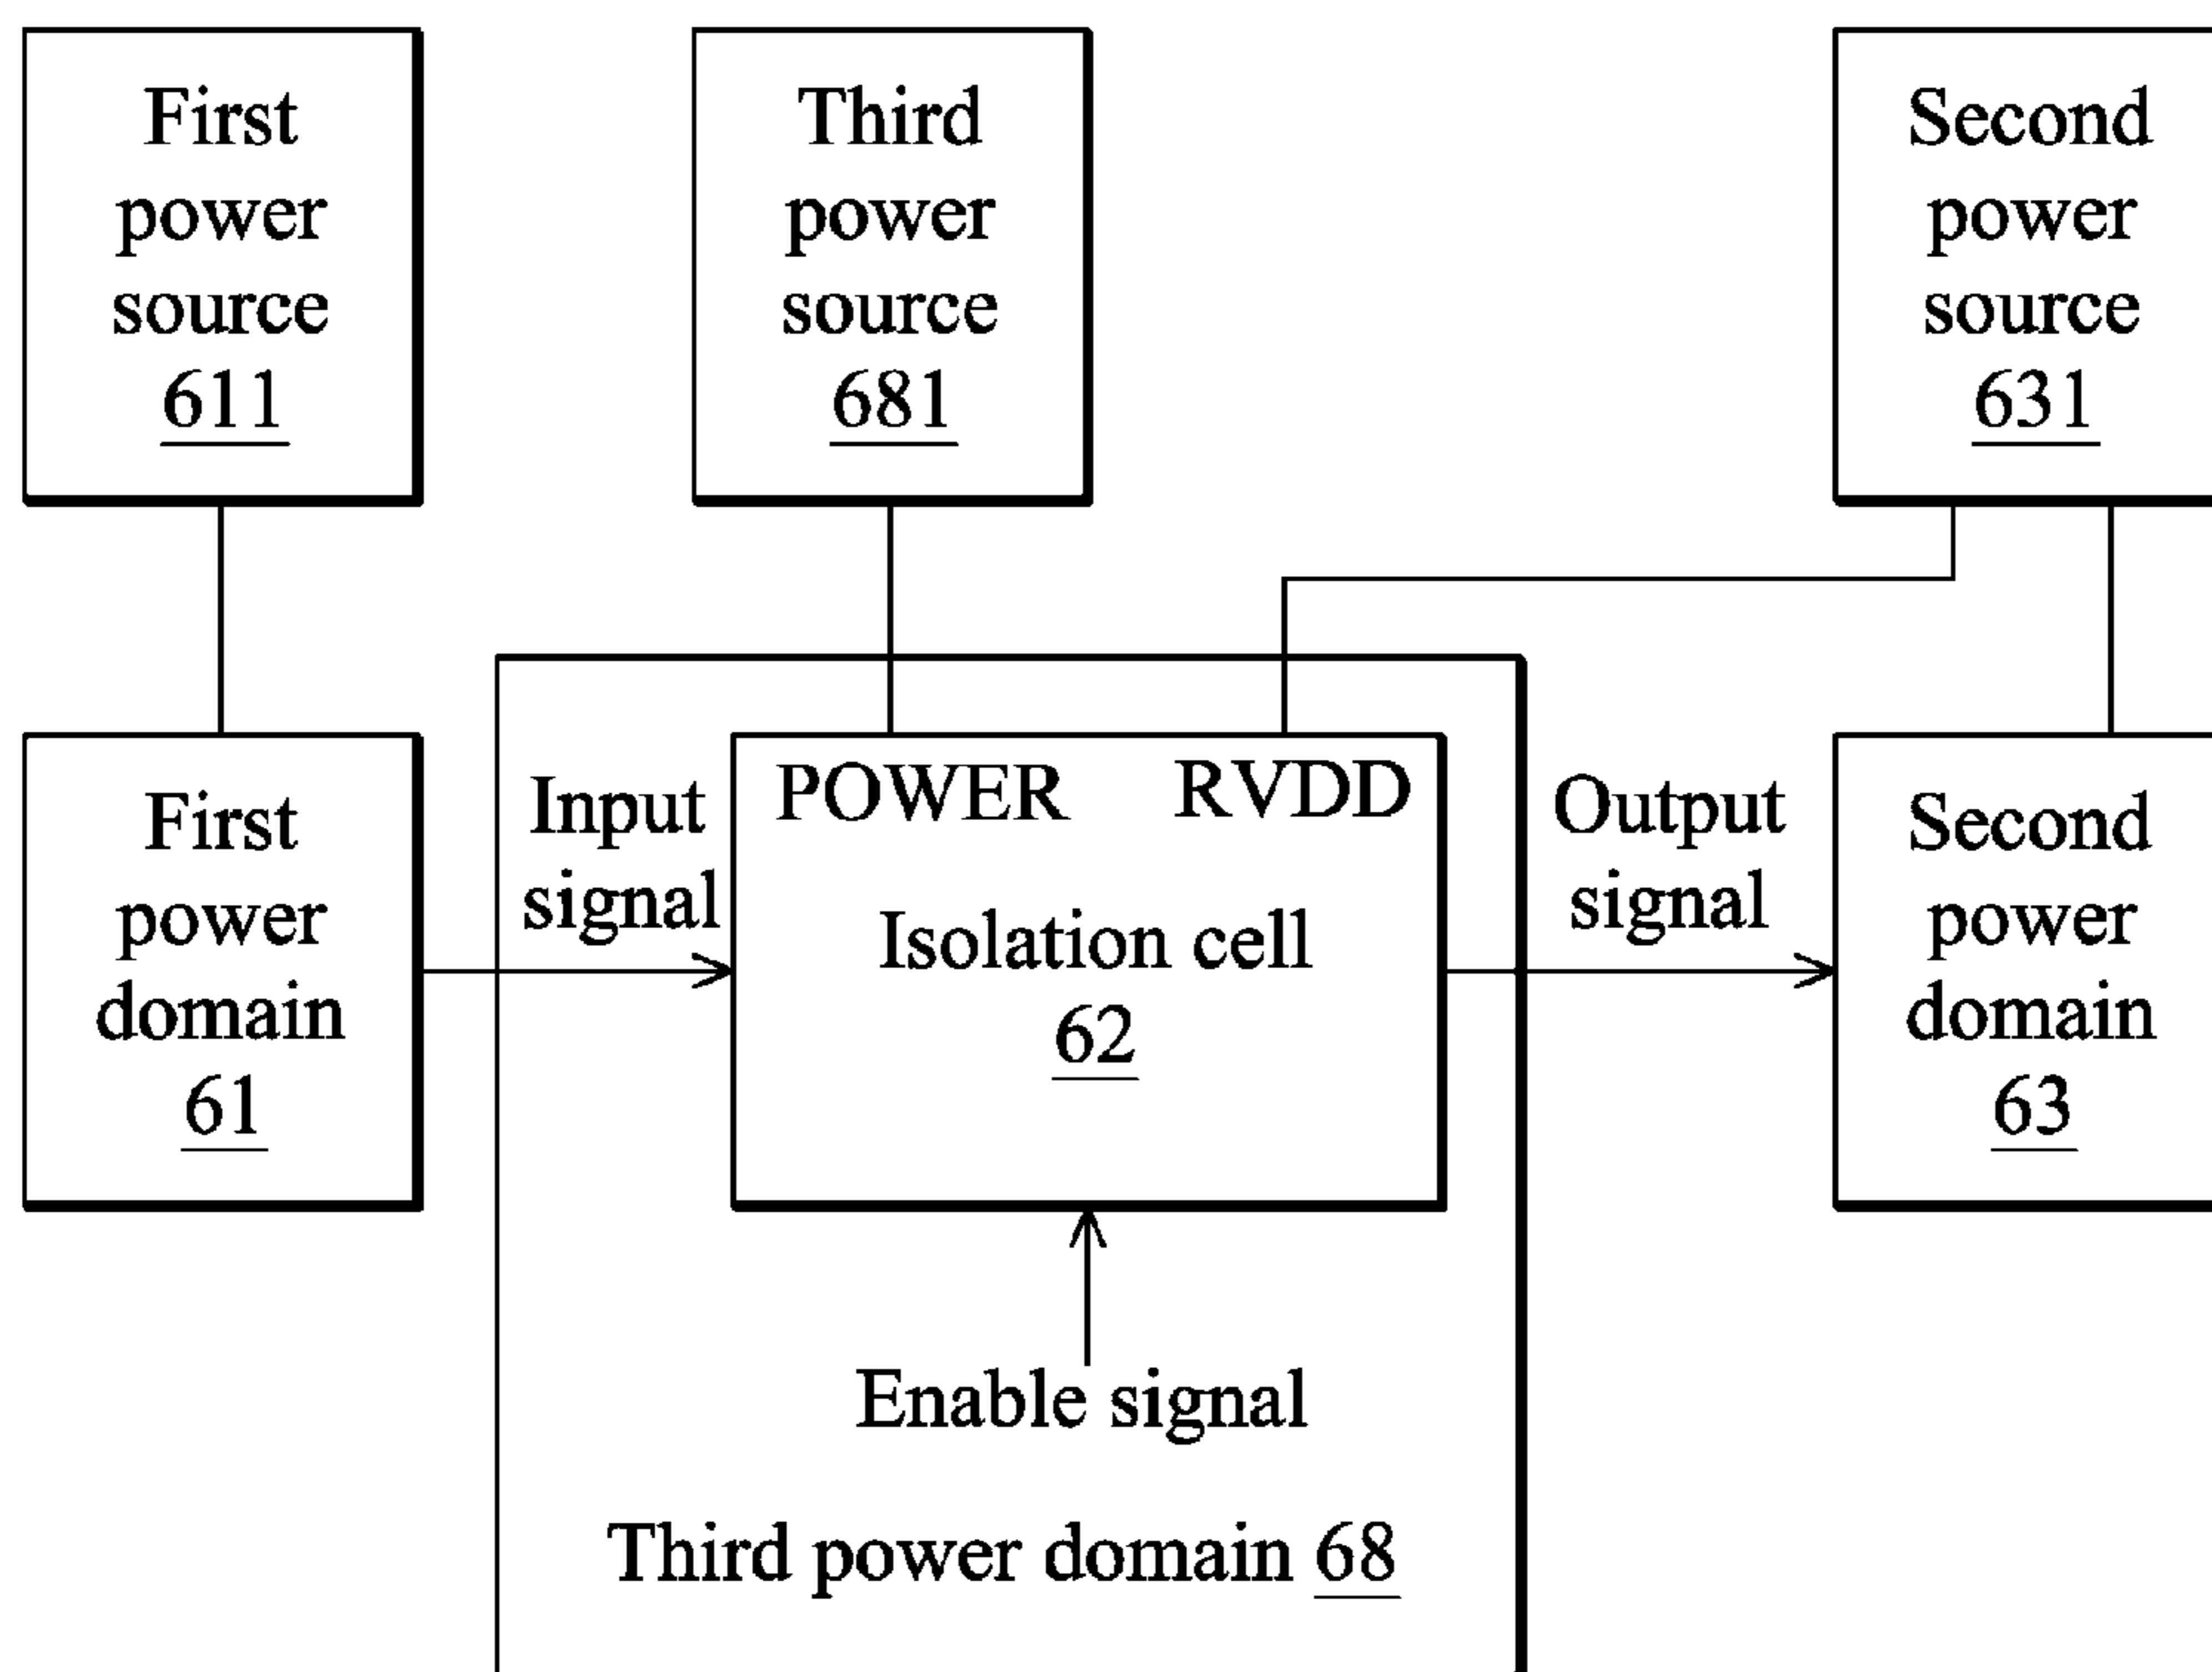 First
power
source
611
Third
power
source
681
Second
power
source
631
First
power
domain
61
Input
signal
POWER RVDD
Isolation cell
62
Output
signal
Second
power
domain
63
Enable signal
Third power domain 68